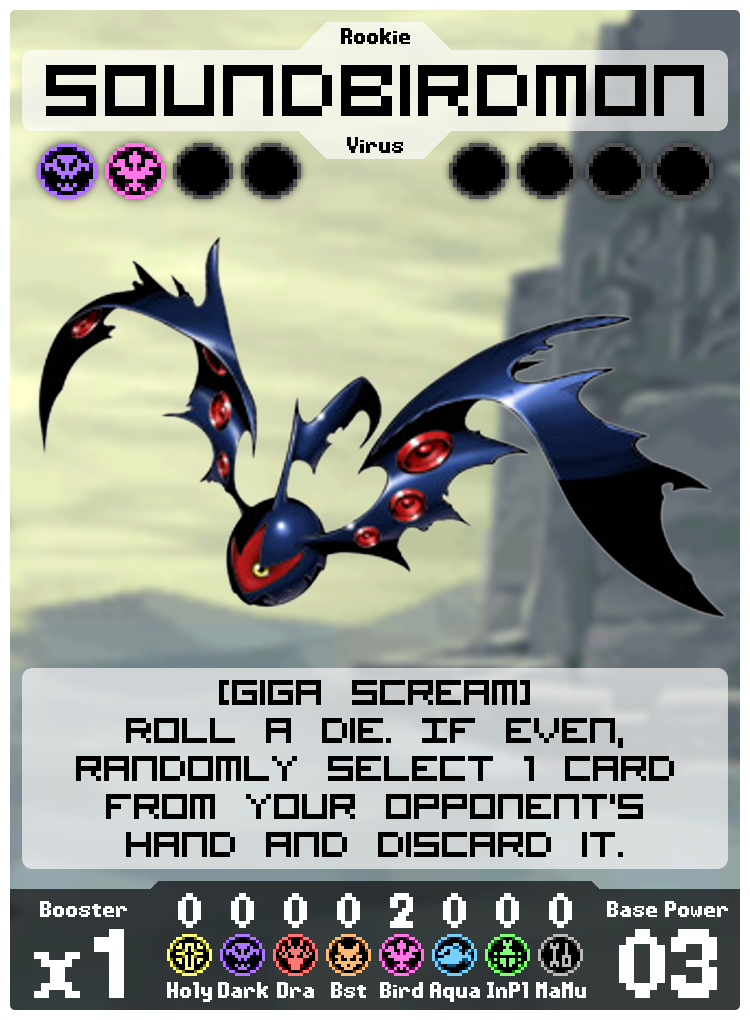 Rookie
SOUNDBIRDMON
Virus
[GIGA SCREAM]
ROLL A DIE. IF EVEN,
RANDOMLY SELECT 1 CARD
FROM YOUR OPPONENT'S
HAND AND DISCARD IT.
Booster
x1
0 0 0 0 2 0 0 0
Holy Dark Dra Bst Bird Aqua InPl MaMu
Base Power
03